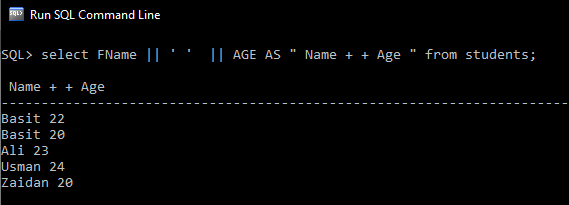 Run SQL Command Line
SQL> select FName || ' '  || AGE AS " Name + + Age " from students;
 Name + + Age
--------------------------------------------------------------------------------
Basit 22
Basit 20
Ali 23
Usman 24
Zaidan 20